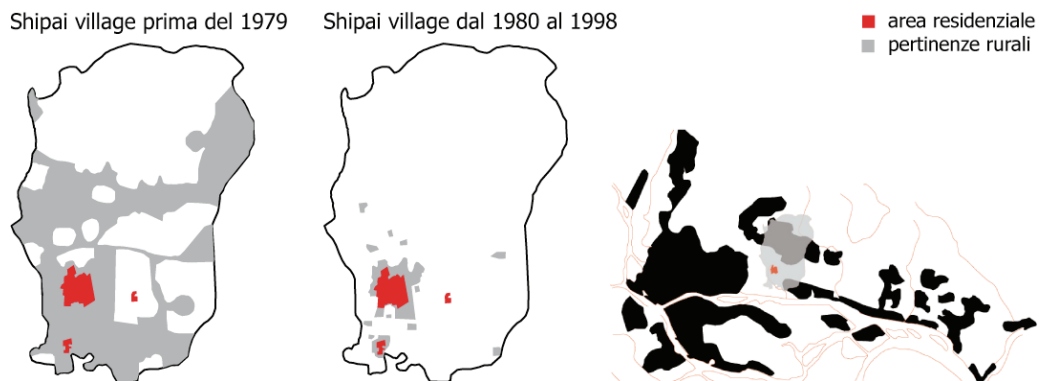 Shipai village prima del 1979
Shipai village dal 1980 al 1998
area residenziale
pertinenze rurali